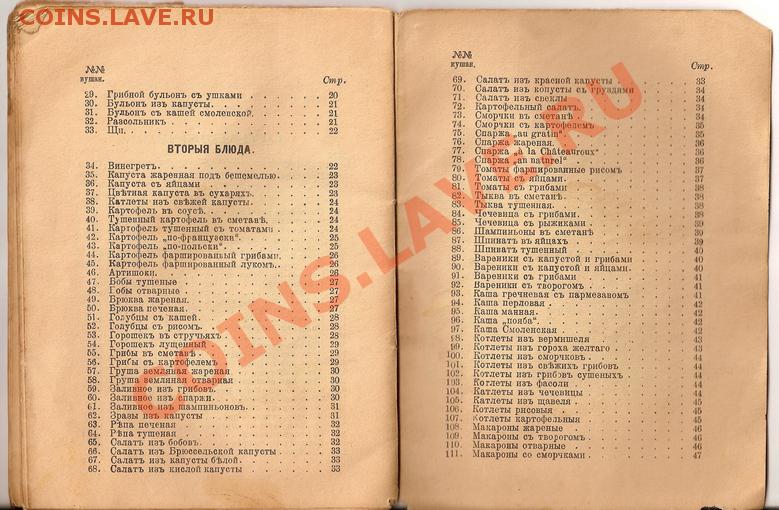 COINS.LAVE.RU
№№
кушан.
Стр.
29. Грибной бульонъ съ ушками 20
30. Бульонъ изъ капусты. 21
31. Бульонъ съ кашей смоленской. 21
32. Разсольникъ 21
33. Щи. 22
ВТОРЫЯ БЛЮДА.
34. Винегретъ. 22
35. Капуста жаренная подъ бешемелью. 23
36. Капуста съ яйцами 23
37. Цвѣтная капуста въ сухаряхъ. 23
38. Катлеты изъ свѣжей капусты. 24
39. Картофель въ соусѣ. 24
40. Тушенный картофель въ сметанѣ. 24
41. Картофель тушенный съ томатами 24
42. Картофель „по-французски“ 25
43. Картофель „по-польски“ 25
44. Картофель фаршированный грибами. 26
45. Картофель фаршированный лукомъ. 26
46. Артишоки. 26
47. Бобы тушеные 27
48. Бобы отварные 27
49. Брюква жареная. 27
50. Брюква печеная. 27
51. Голубцы съ кашей. 28
52. Голубцы съ рисомъ. 28
53. Горошекъ въ стручьяхъ 28
54. Горошекъ лущенный 29
55. Грибы въ сметанѣ 29
56. Грибы съ картофелемъ 29
57. Груша земляная жареная 30
58. Груша земляная отварная 30
59. Заливное изъ грибовъ. 30
60. Заливное изъ спаржи. 30
61. Заливное изъ шампиньоновъ. 31
62. Зразы изъ капусты 31
63. Рѣпа печеная 32
64. Рѣпа тушеная 32
65. Салатъ изъ бобовъ. 32
66. Салатъ изъ Брюссельской капусты 33
67. Салатъ изъ капусты бѣлой. 33
68. Салатъ изъ кислой капусты 33
№№
кушан.
Стр.
69. Салатъ изъ красной капусты 33
70. Салатъ изъ копусты съ груздями 34
71. Салатъ изъ свеклы 34
72. Картофельный салатъ. 34
73. Сморчки въ сметанѣ 34
74. Сморчки съ картофелемъ 35
75. Спаржа „au gratin“ 35
76. Спаржа жареная. 36
77. Спаржа „à la Châteauroux“ 36
78. Спаржа „au naturel“ 36
79. Томаты фаршированные рисомъ 37
80. Томаты съ яйцами. 37
81. Томаты съ грибами 38
82. Тыква въ сметанѣ 38
83. Тыква тушенная. 38
84. Чечевица съ грибами. 38
85. Чечевица съ рыжиками 39
86. Шампиньоны въ сметанѣ 39
87. Шпинатъ въ яйцахъ 39
88. Шпинатъ тушенный 40
89. Вареники съ капустой и грибами 40
90. Вареники съ капустой и яйцами. 40
91. Вареники съ грибами 41
92. Вареники съ творогомъ 41
93. Каша гречневая съ пармезаномъ 41
94. Каша перловая 42
95. Каша манная. 42
96. Каша „пояба“ 42
97. Каша Смоленская 42
98. Котлеты изъ вермишеля 43
99. Котлеты изъ гороха желтаго 43
100. Котлеты изъ сморчковъ 44
101. Котлеты изъ свѣжихъ грибовъ 44
102. Котлеты изъ грибовъ сушеныхъ 44
103. Котлеты изъ фасоли 44
104. Катлеты изъ чечевицы 44
105. Котлеты изъ щавеля 45
106. Котлеты рисовыя 45
107. Котлеты картофельныя 45
108. Макароны жареные 46
109. Макароны съ творогомъ 46
110. Макароны отварные 46
111. Макароны со сморчками 47
COINS.LAVE.RU